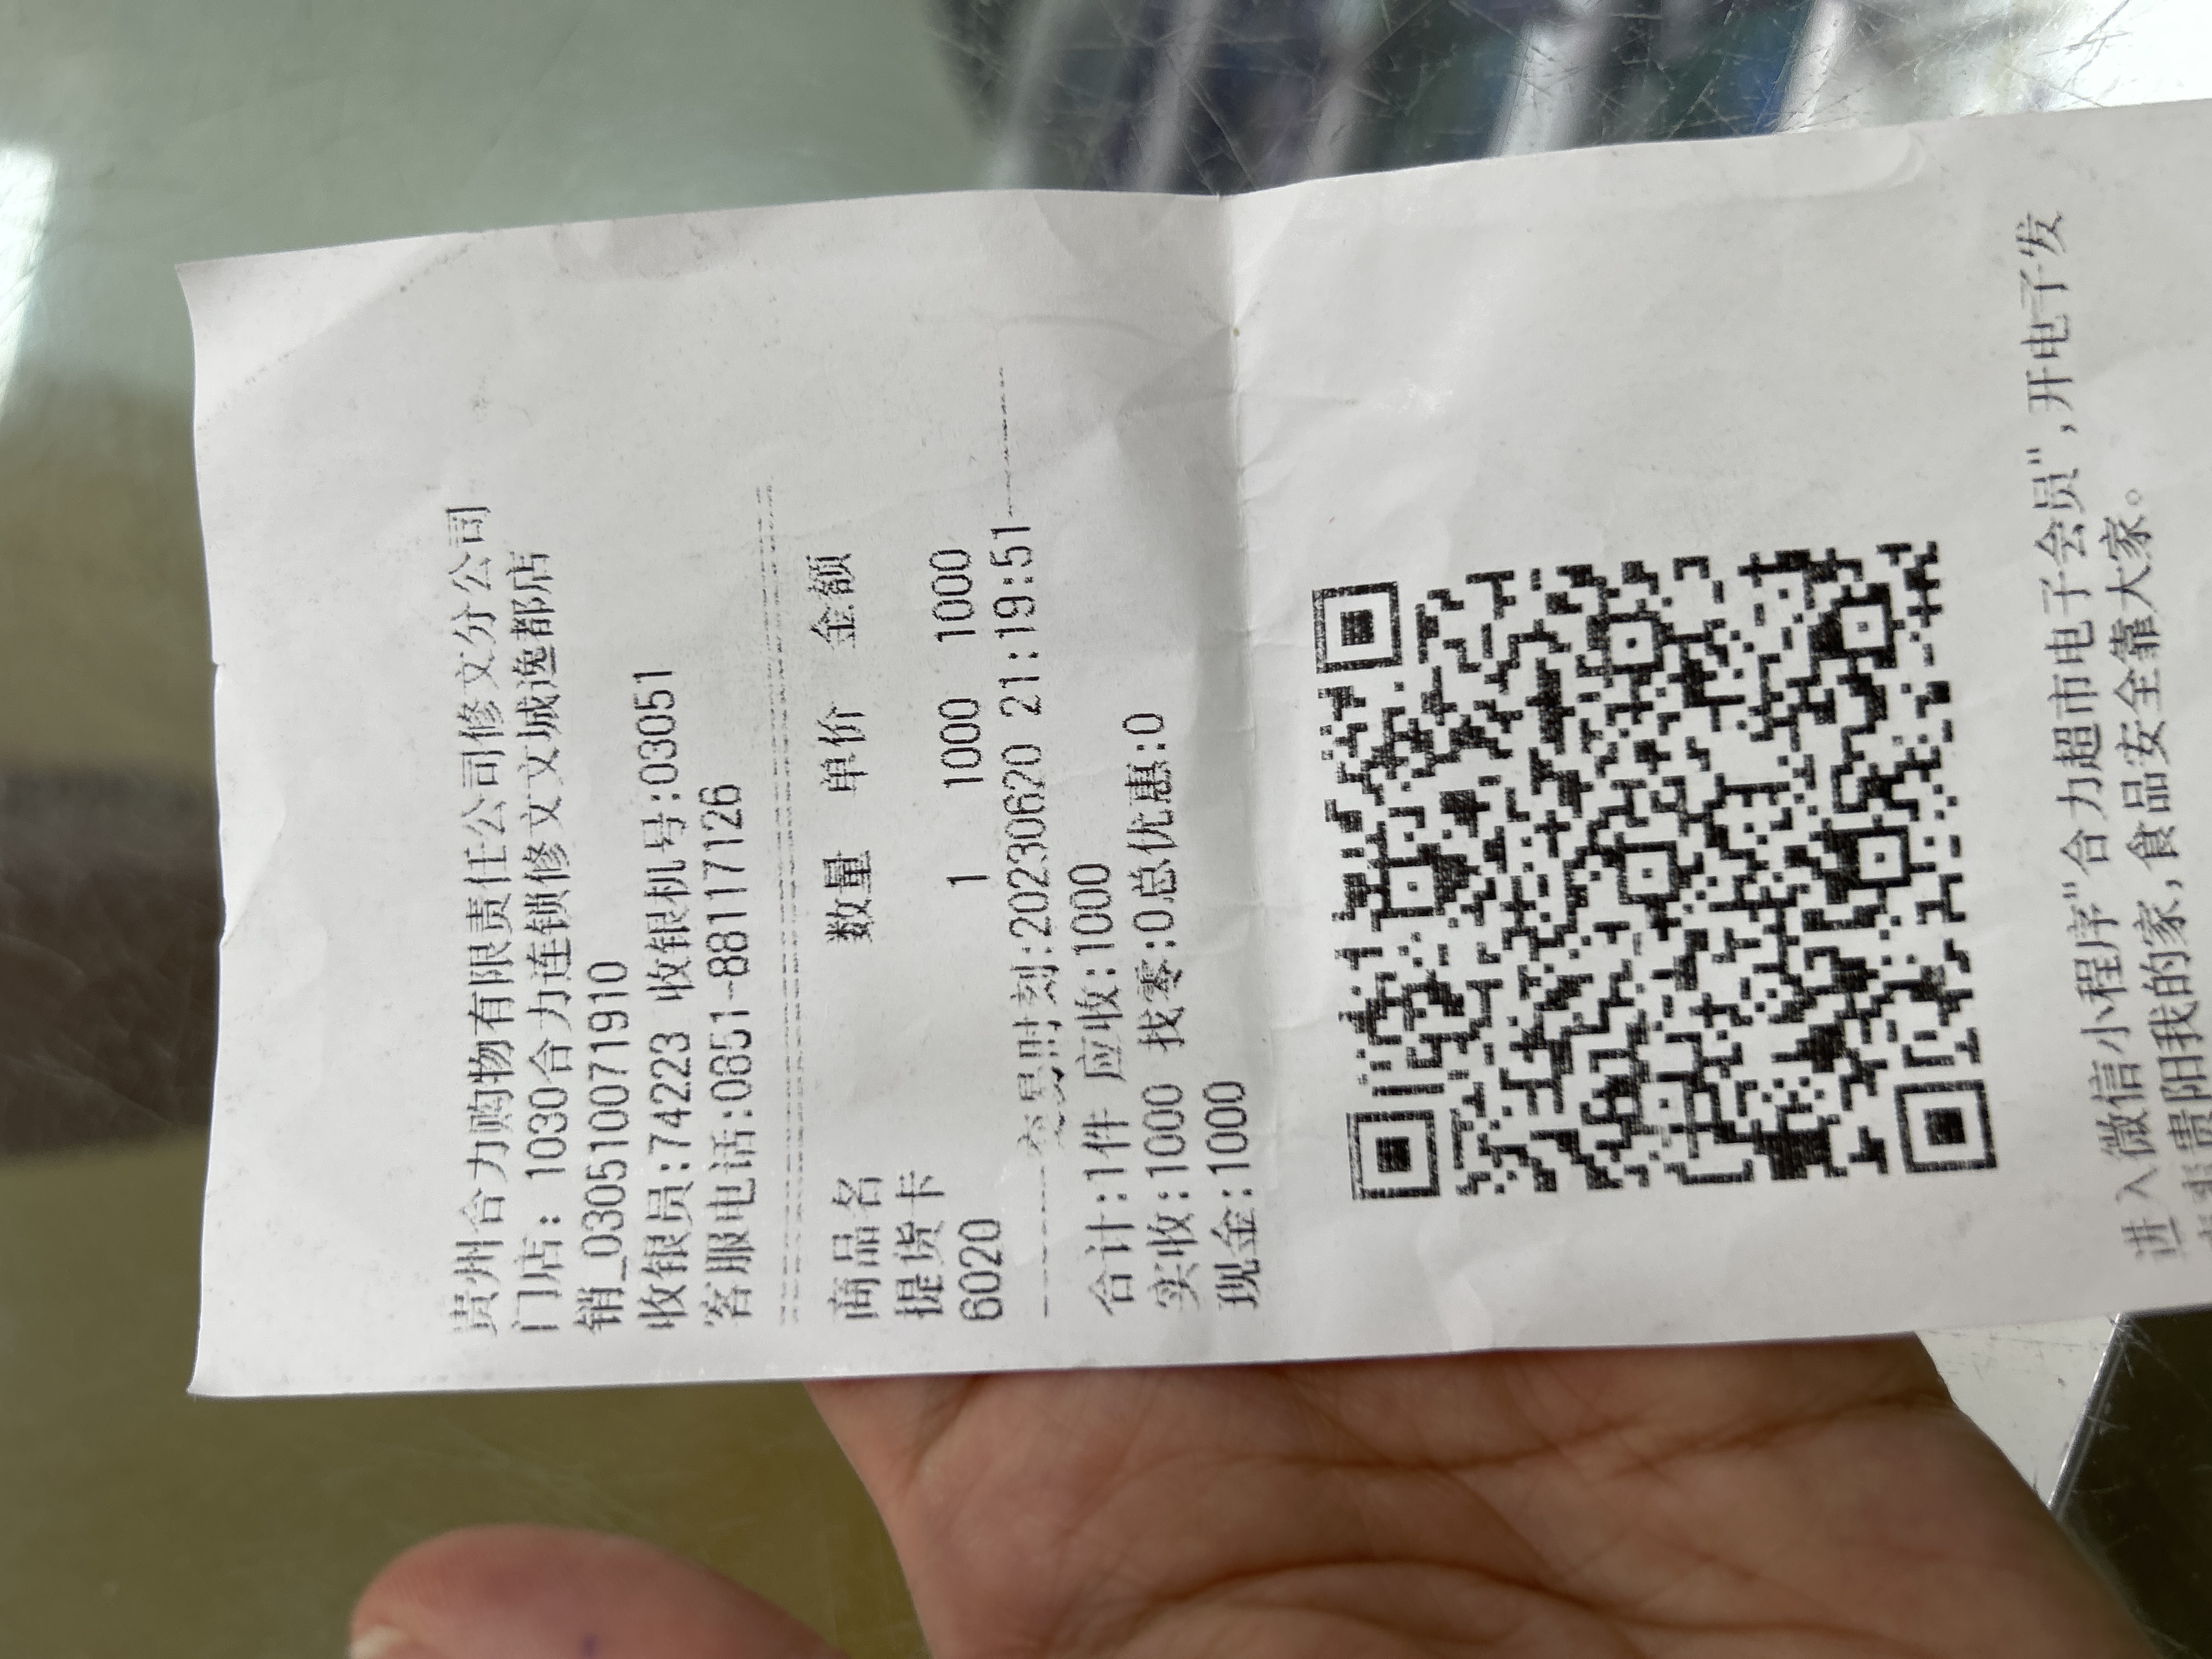 贵州合力购物有限责任公司修文分公司
门店: 1030合力连锁修文文城逸都店
销_030510071910
收银员:74223 收银机号:03051
客服电话:0851-88117126
商品名 数量 单价 金额
提货卡
6020 1 1000 1000
交易时刻:20230620 21:19:51
合计:1件 应收:1000
实收:1000 找零:0总优惠:0
现金:1000
进入微信小程序"合力超市电子会员",开电子发
贵阳我的家,食品安全靠大家。